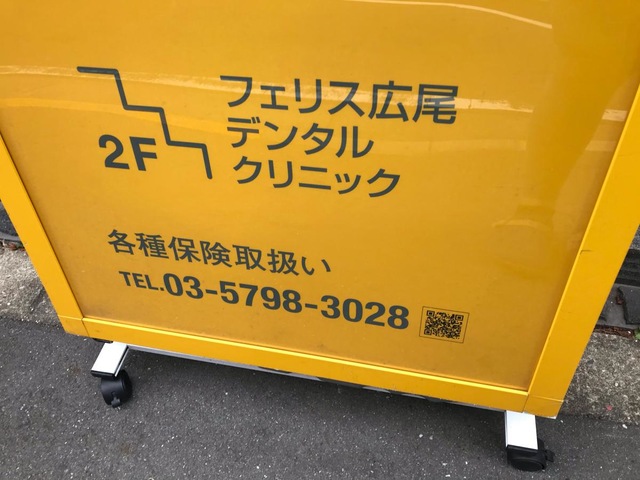 フェリス広尾
デンタル
クリニック
2F
各種保険取扱い
TEL.03-5798-3028